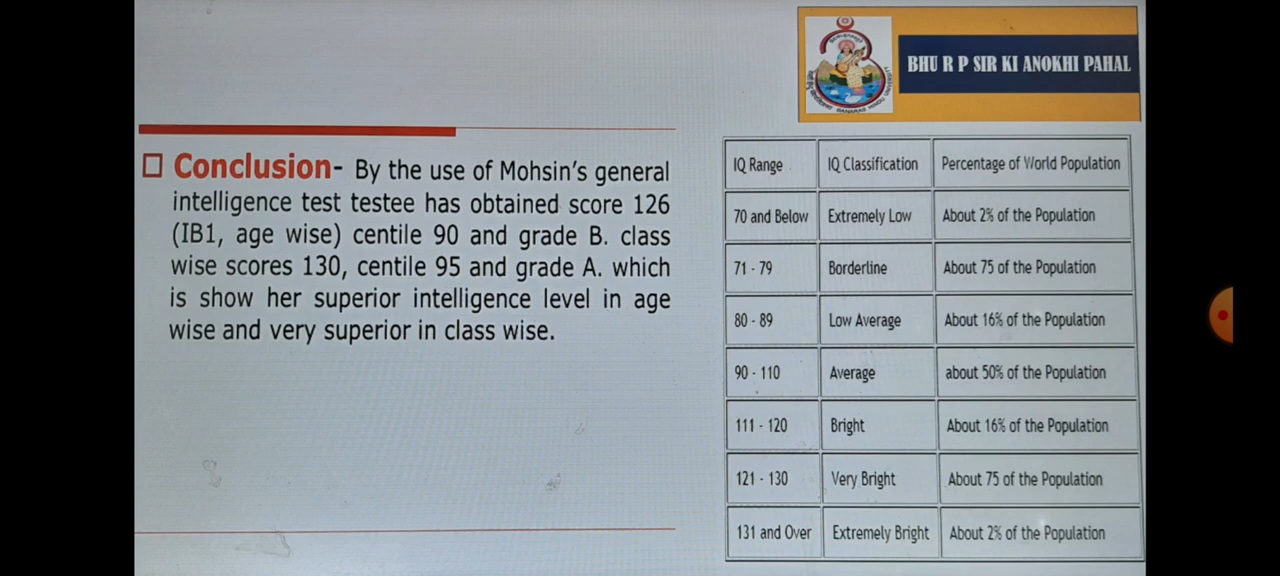 BHU R P SIR KI ANOKHI PAHAL
BANARAS HINDU UNIVERSITY
Conclusion- By the use of Mohsin's general
intelligence test testee has obtained score 126
(IB1, age wise) centile 90 and grade B. class
wise scores 130, centile 95 and grade A. which
is show her superior intelligence level in age
wise and very superior in class wise.
IQ Range IQ Classification Percentage of World Population
70 and Below Extremely Low About 2% of the Population
71 - 79 Borderline About 75 of the Population
80 - 89 Low Average About 16% of the Population
90 - 110 Average about 50% of the Population
111 - 120 Bright About 16% of the Population
121 - 130 Very Bright About 75 of the Population
131 and Over Extremely Bright About 2% of the Population